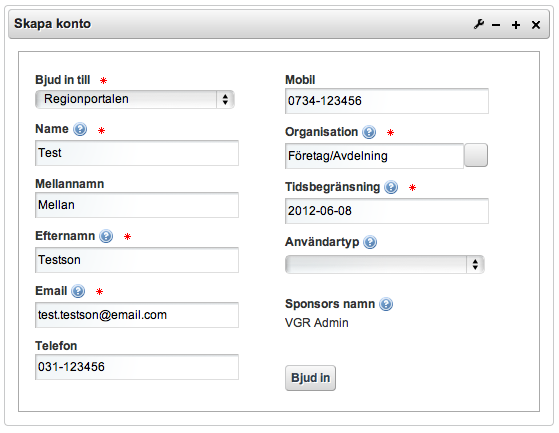 Skapa konto
Bjud in till *
Regionportalen
Name ? *
Test
Mellannamn
Mellan
Efternamn ? *
Testson
Email ? *
test.testson@email.com
Telefon
031-123456
Mobil
0734-123456
Organisation ? *
Företag/Avdelning
Tidsbegränsning ? *
2012-06-08
Användartyp ?
Sponsors namn ?
VGR Admin
Bjud in